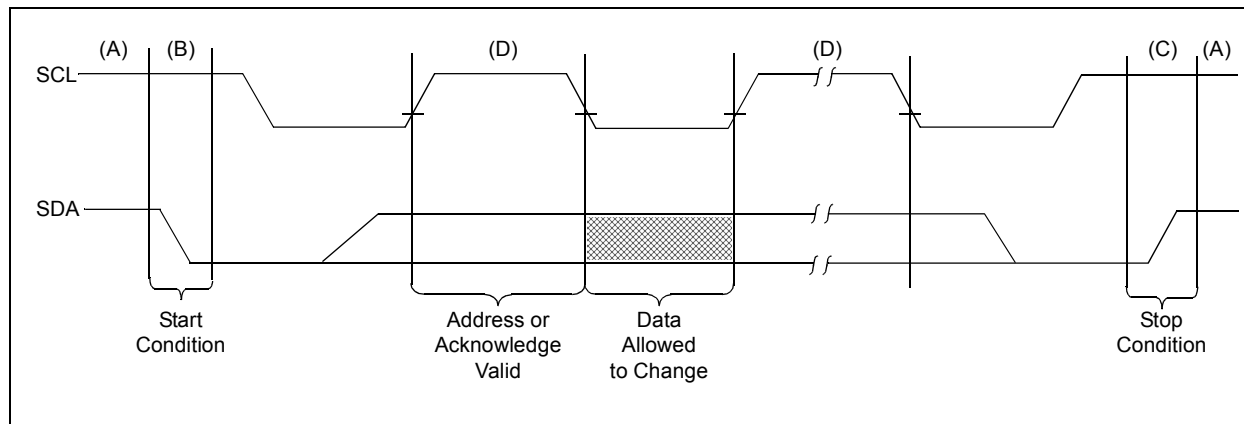 (A) (B) (D) (D) (C) (A)
SCL
SDA
Start
Condition
Address or
Acknowledge
Valid
Data
Allowed
to Change
Stop
Condition